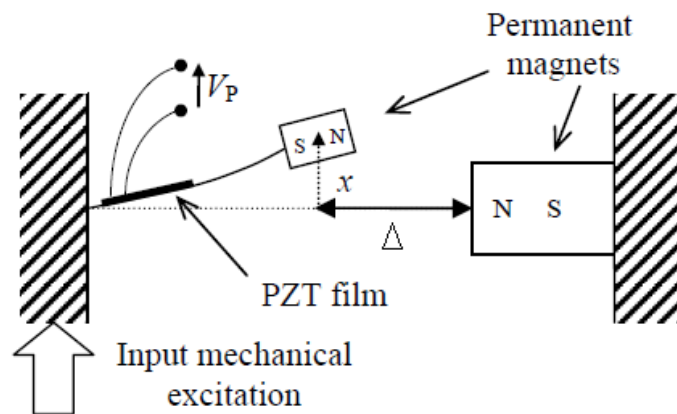 Permanent
magnets
V_P
S N
x
N S
Δ
PZT film
Input mechanical
excitation